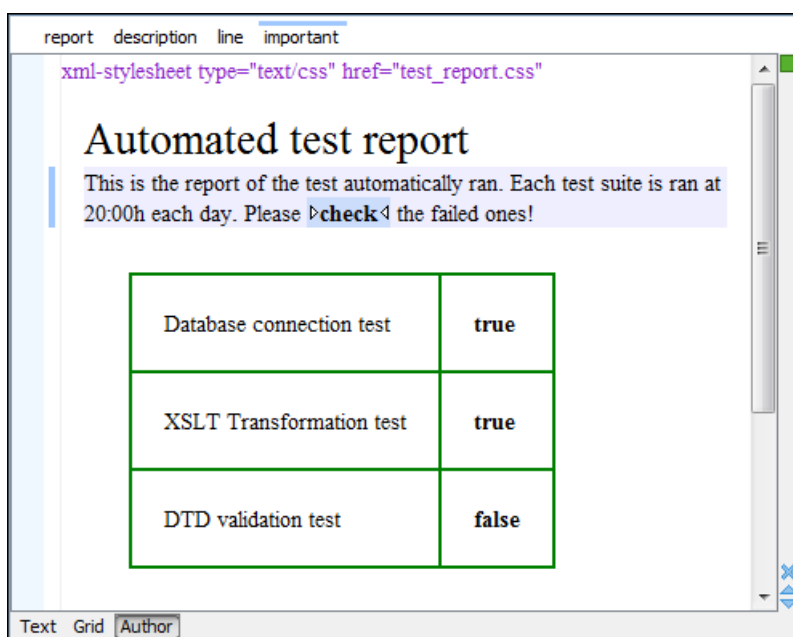 report description line important
xml-stylesheet type="text/css" href="test_report.css"
Automated test report
This is the report of the test automatically ran. Each test suite is ran at
20:00h each day. Please check the failed ones!
Database connection test true
XSLT Transformation test true
DTD validation test false
Text Grid Author